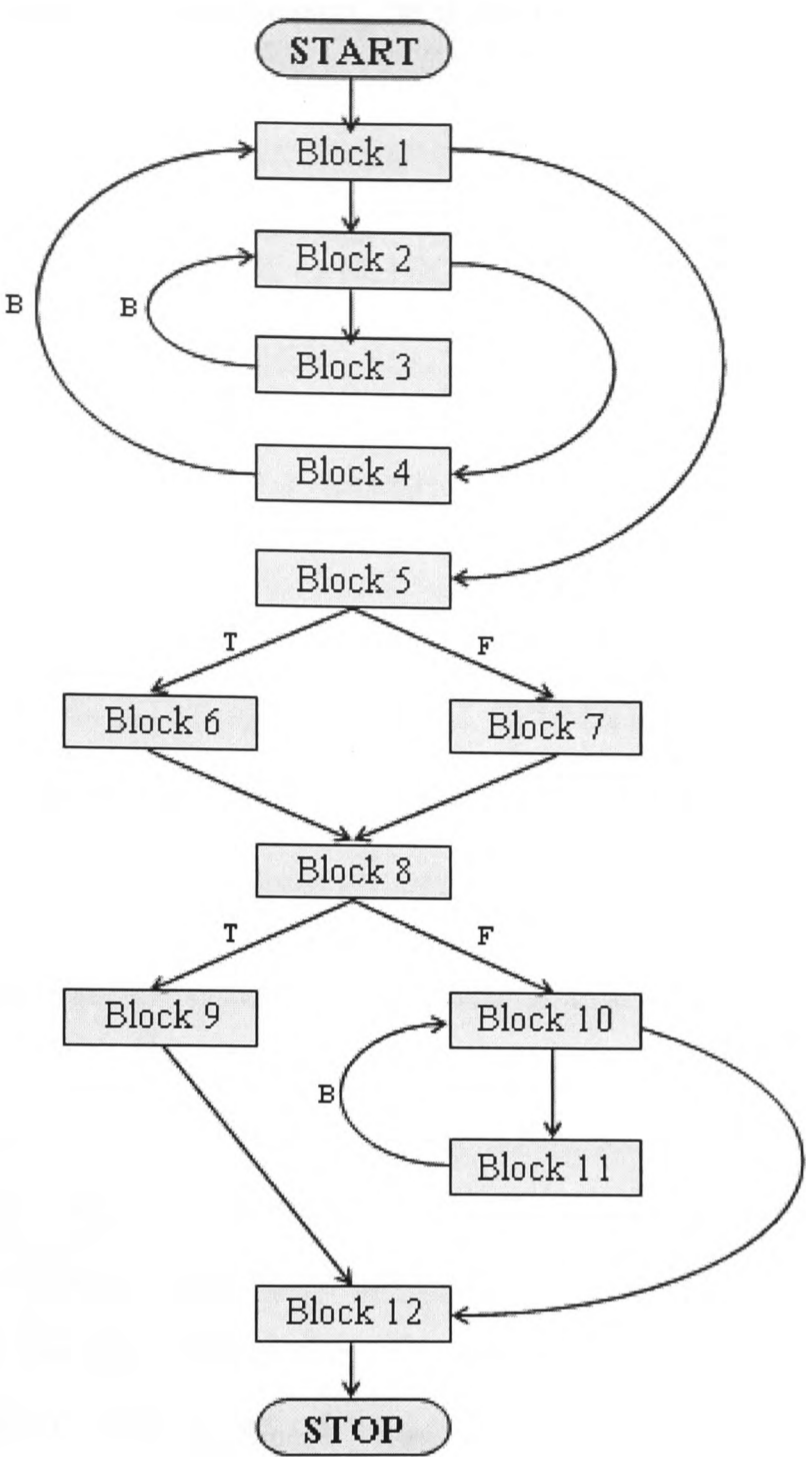 START
Block 1
Block 2
B
B
Block 3
Block 4
Block 5
T
F
Block 6
Block 7
Block 8
T
F
Block 9
Block 10
B
Block 11
Block 12
STOP